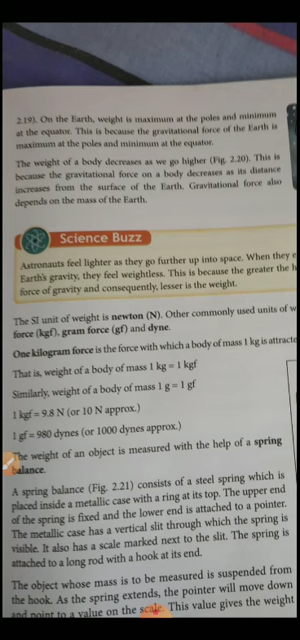 2.19). On the Earth, weight is maximum at the poles and minimum
at the equator. This is because the gravitational force of the Earth is
maximum at the poles and minimum at the equator.
The weight of a body decreases as we go higher (Fig. 2.20). This is
because the gravitational force on a body decreases as its distance
increases from the surface of the Earth. Gravitational force also
depends on the mass of the Earth.
Science Buzz
Astronauts feel lighter as they go further up into space. When they
Earth's gravity, they feel weightless. This is because the greater the
force of gravity and consequently, lesser is the weight.
The SI unit of weight is newton (N). Other commonly used units of
force (kgf), gram force (gf) and dyne.
One kilogram force is the force with which a body of mass 1 kg is
That is, weight of a body of mass 1 kg = 1 kgf
Similarly, weight of a body of mass 1 g = 1 gf
1 kgf = 9.8 N (or 10 N approx.)
1 gf = 980 dynes (or 1000 dynes approx.)
The weight of an object is measured with the help of a spring
balance.
A spring balance (Fig. 2.21) consists of a steel spring which is
placed inside a metallic case with a ring at its top. The upper end
of the spring is fixed and the lower end is attached to a pointer.
The metallic case has a vertical slit through which the spring is
visible. It also has a scale marked next to the slit. The spring is
attached to a long rod with a hook at its end.
The object whose mass is to be measured is suspended from
the hook. As the spring extends, the pointer will move down
and point to a value on the scale. This value gives the weight